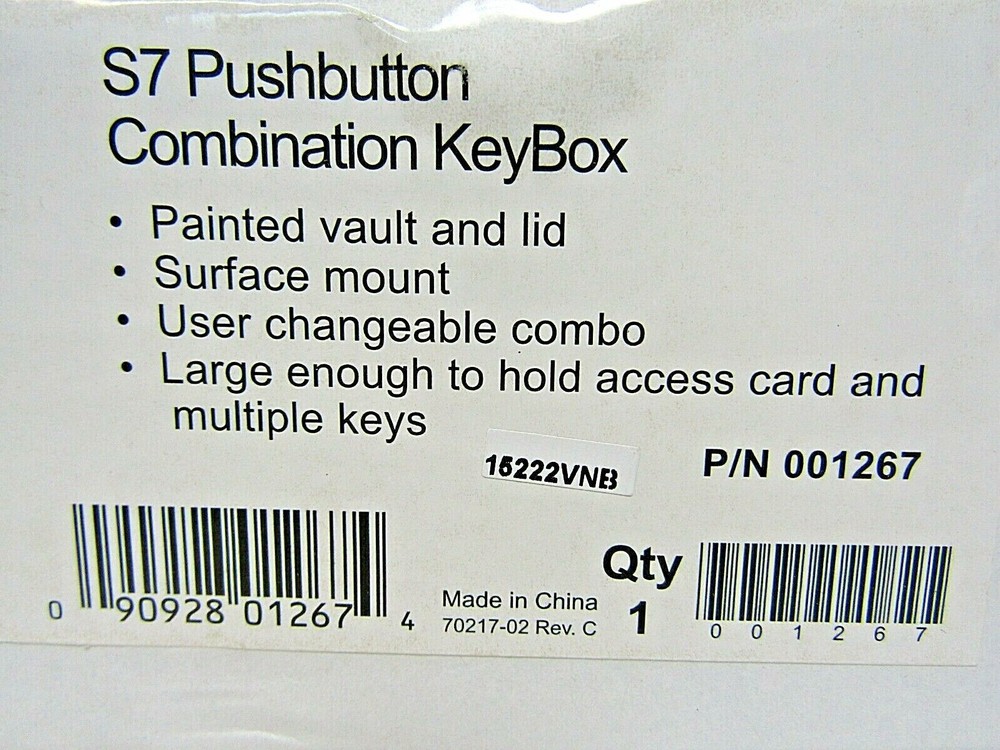 S7 Pushbutton
Combination KeyBox
• Painted vault and lid
• Surface mount
• User changeable combo
• Large enough to hold access card and
multiple keys
15222VNB
P/N 001267
0 90928 01267 4
Made in China
70217-02 Rev. C
Qty
1
0 0 1 2 6 7